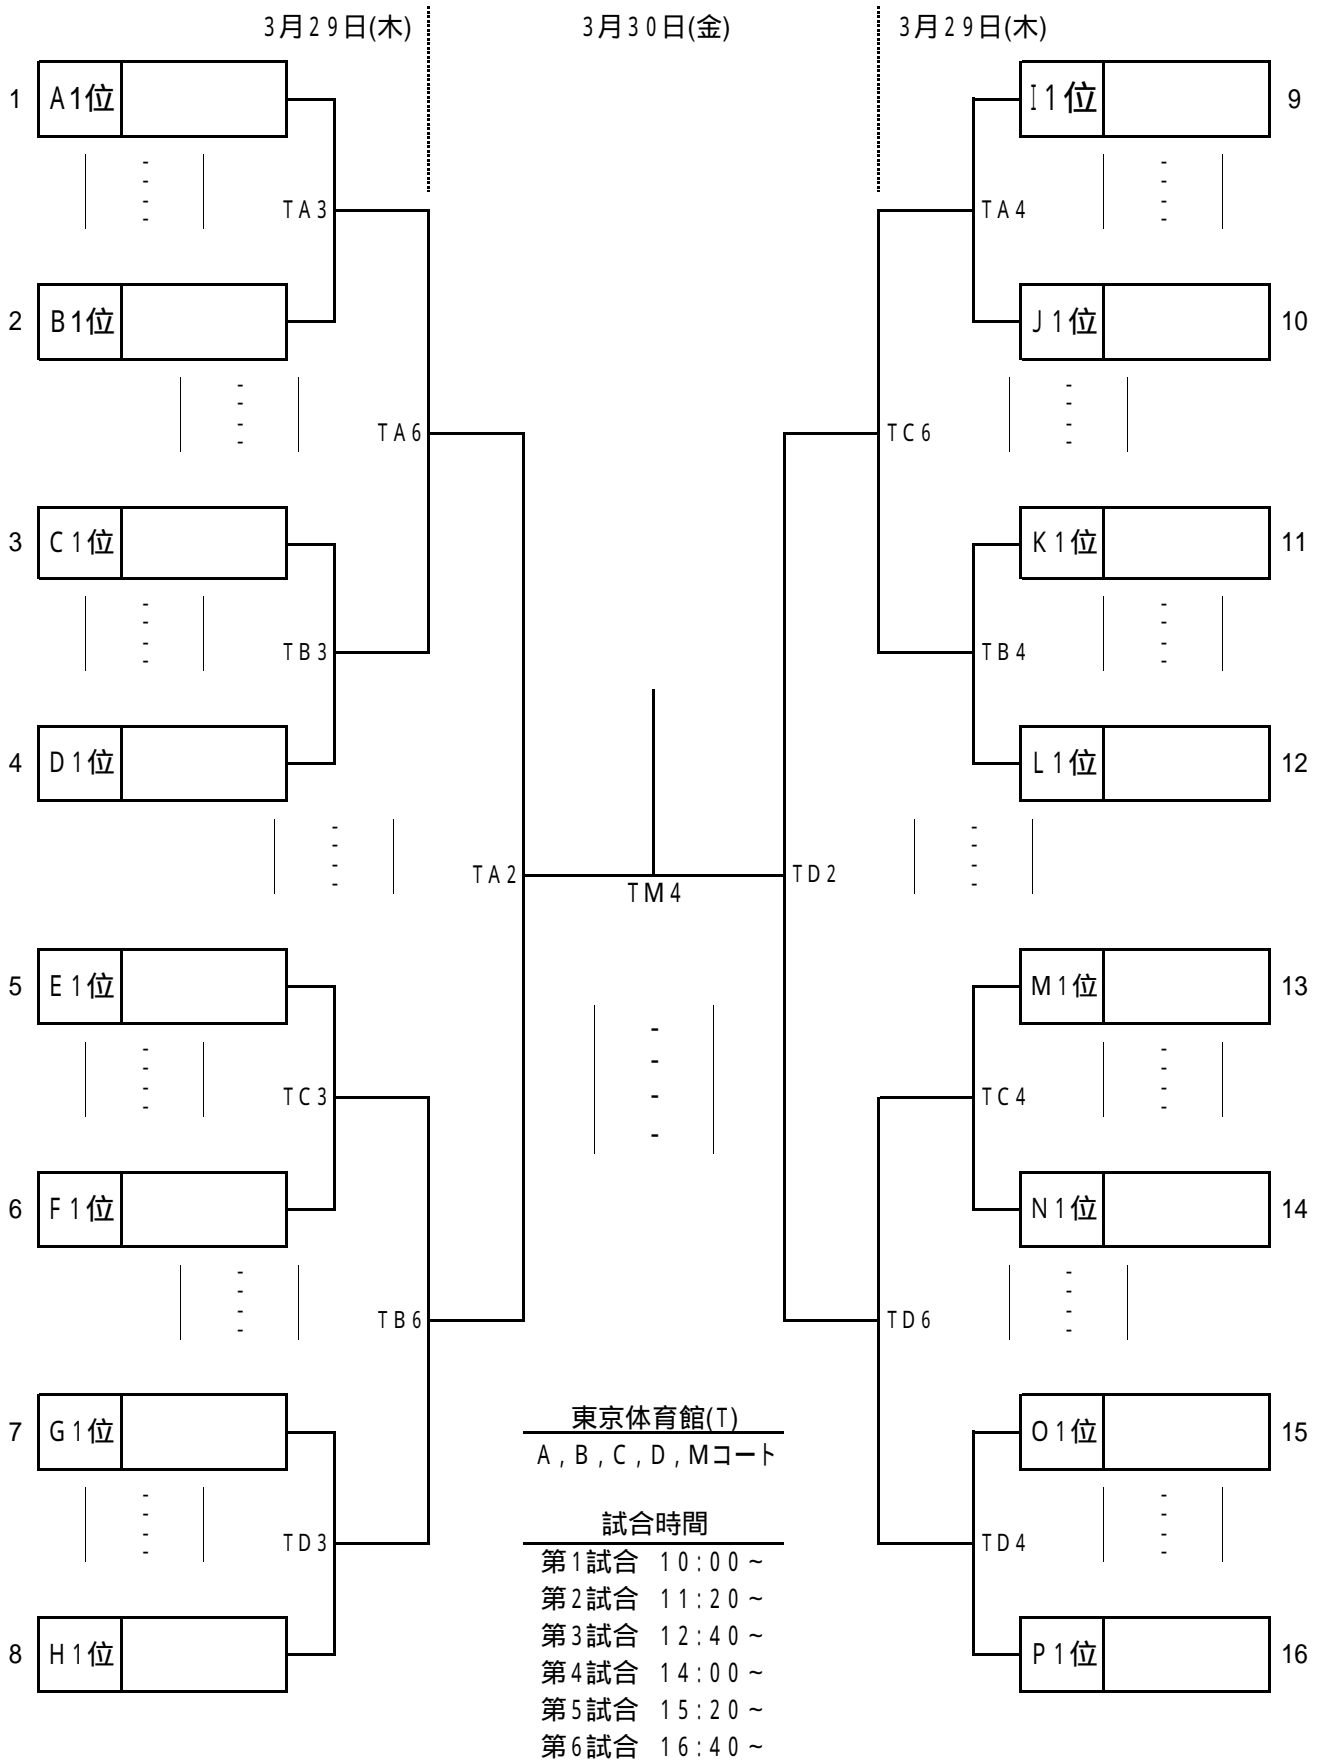 3月29日(木) 3月30日(金) 3月29日(木)
1 A1位 I1位 9
- -
- -
- -
- -
TA3 TA4
2 B1位 J1位 10
- -
- -
- -
- -
TA6 TC6
3 C1位 K1位 11
- -
- -
- -
- -
TB3 TB4
4 D1位 L1位 12
- -
- -
- -
- -
TA2 TD2
TM4
5 E1位 M1位 13
-
-
-
-
- -
- -
- -
- -
TC3 TC4
6 F1位 N1位 14
- -
- -
- -
- -
TB6 TD6
7 G1位 O1位 15
- -
- -
- -
- -
TD3 TD4
8 H1位 P1位 16
東京体育館(T)
A,B,C,D,Mコート
試合時間
第1試合 10:00~
第2試合 11:20~
第3試合 12:40~
第4試合 14:00~
第5試合 15:20~
第6試合 16:40~